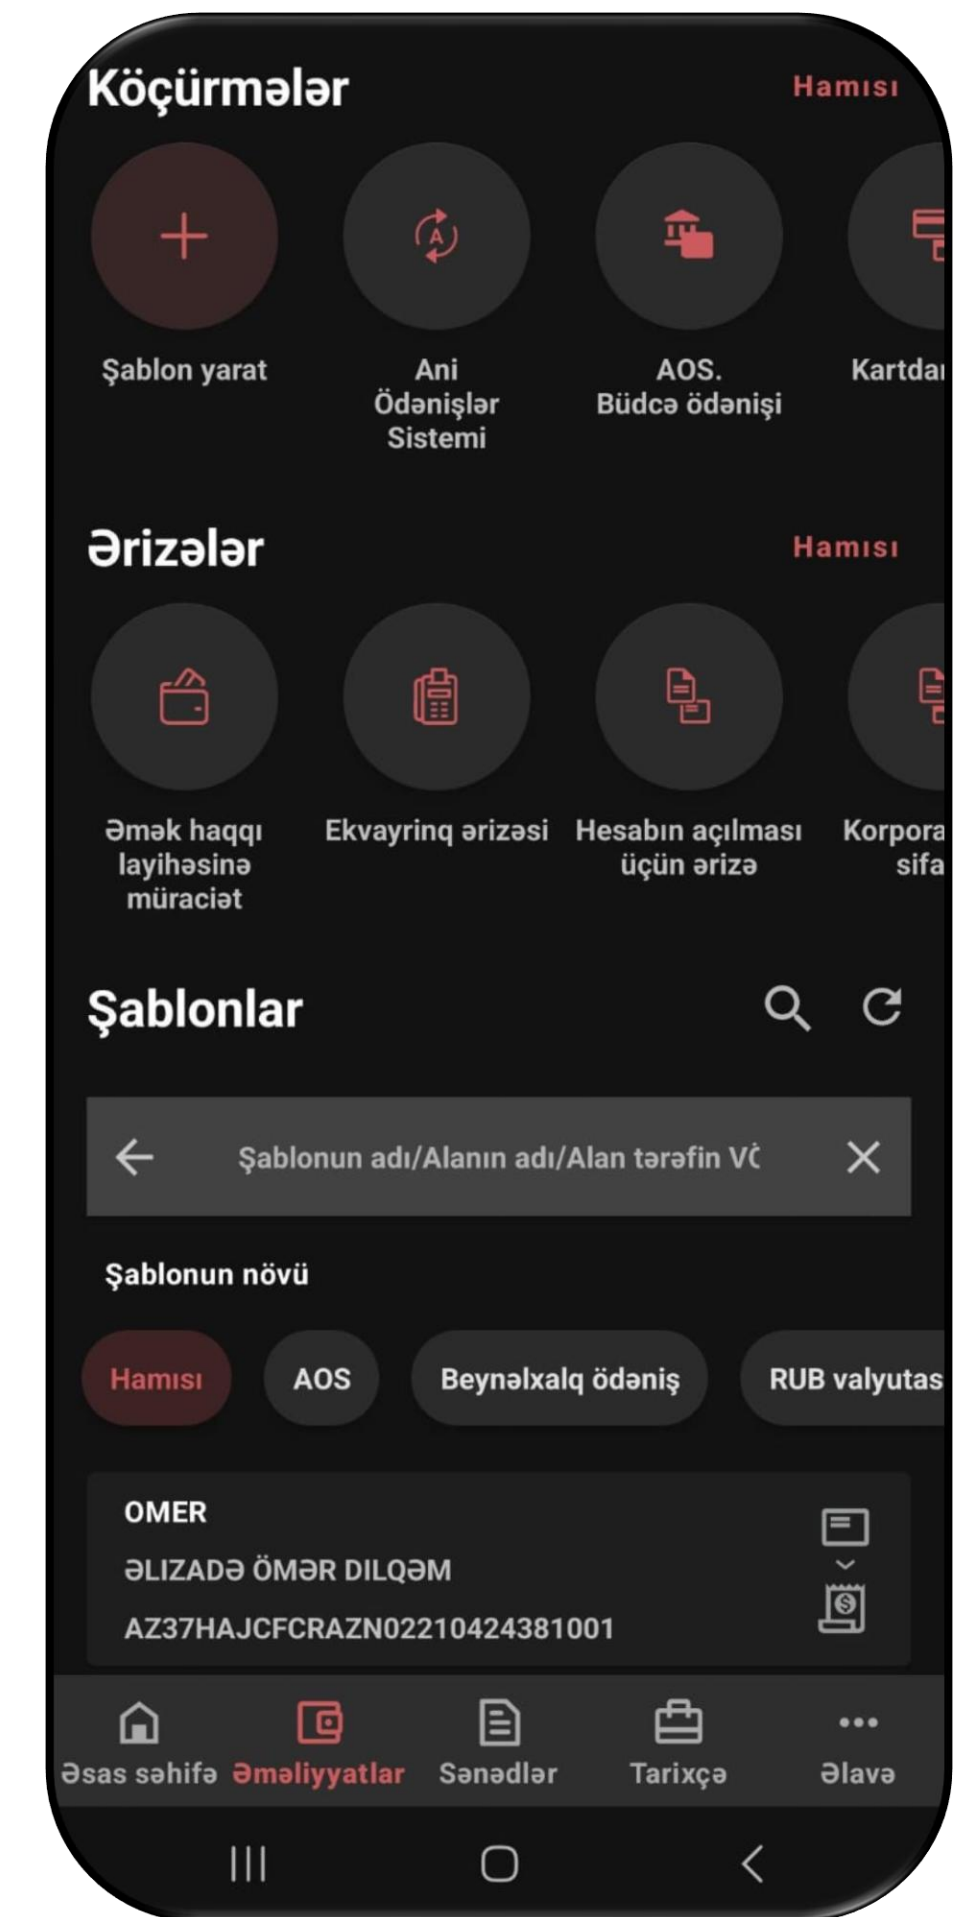 Köçürmələr
Hamısı
Şablon yarat
Ani
Ödənişlər
Sistemi
AOS.
Büdcə ödənişi
Ərizələr
Hamısı
Əmək haqqı
layihəsinə
müraciət
Ekvayrinq ərizəsi
Hesabın açılması
üçün ərizə
Şablonlar
Şablonun adı/Alanın adı/Alan tərəfin
Şablonun növü
Hamısı
AOS
Beynəlxalq ödəniş
RUB valyutas
OMER
ƏLIZADƏ ÖMƏR DILQƏM
AZ37HAJCFCRAZN02210424381001
Əsas səhifə
Əməliyyatlar
Sənədlər
Tarixçə
Əlavə